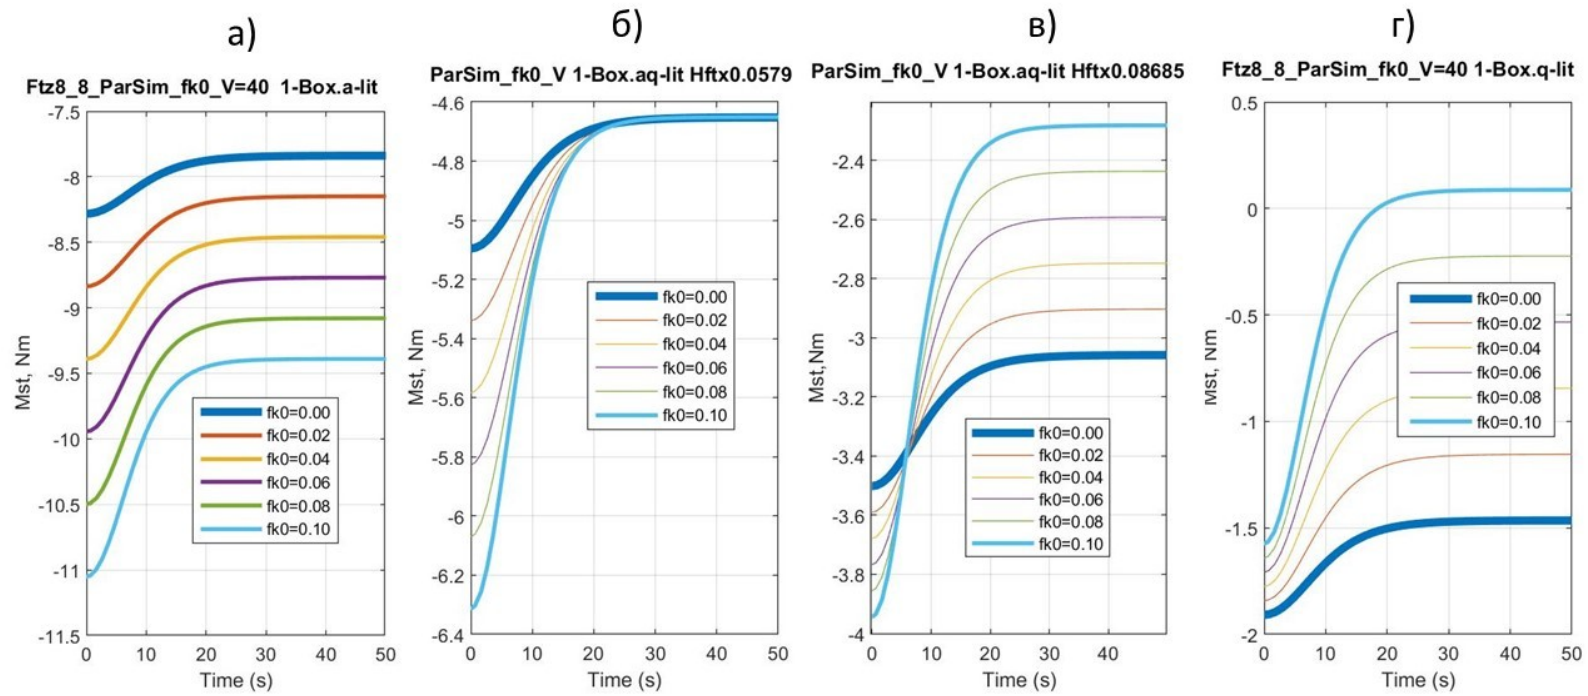 а)
Ftz8_8_ParSim_fk0_V=40 1-Box.a-lit
-7.5
-8
-8.5
-9
-9.5
-10
-10.5
-11
-11.5
Mst, Nm
fk0=0.00
fk0=0.02
fk0=0.04
fk0=0.06
fk0=0.08
fk0=0.10
0 10 20 30 40 50
Time (s)
б)
ParSim_fk0_V 1-Box.aq-lit Hftx0.0579
-4.6
-4.8
-5
-5.2
-5.4
-5.6
-5.8
-6
-6.2
-6.4
Mst, Nm
fk0=0.00
fk0=0.02
fk0=0.04
fk0=0.06
fk0=0.08
fk0=0.10
0 10 20 30 40 50
Time (s)
в)
ParSim_fk0_V 1-Box.aq-lit Hftx0.08685
-2.4
-2.6
-2.8
-3
-3.2
-3.4
-3.6
-3.8
-4
Mst, Nm
fk0=0.00
fk0=0.02
fk0=0.04
fk0=0.06
fk0=0.08
fk0=0.10
0 10 20 30 40
Time (s)
г)
Ftz8_8_ParSim_fk0_V=40 1-Box.q-lit
0.5
0
-0.5
-1
-1.5
-2
Mst, Nm
fk0=0.00
fk0=0.02
fk0=0.04
fk0=0.06
fk0=0.08
fk0=0.10
0 10 20 30 40 50
Time (s)